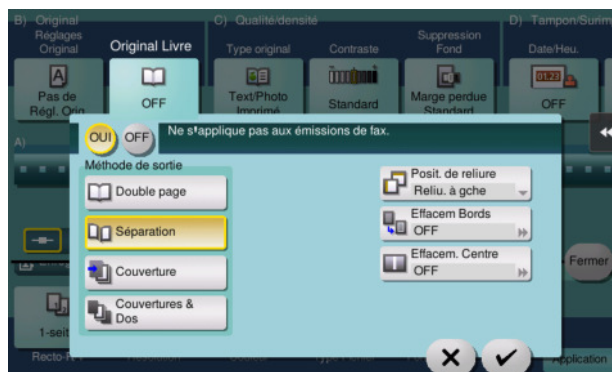 B) Original
C) Qualité/densité
D) Tampon/Surim
Réglages
Original
Original Livre
Type original
Contraste
Suppression
Fond
Date/Heu.
Pas de
Régl. Orig
OFF
Text/Photo
Imprimé
Standard
Marge perdue
Standard
01.23
OFF
A)
OUI
OFF
Ne s'applique pas aux émissions de fax.
Méthode de sortie
Double page
Séparation
Couverture
Couvertures &
Dos
Posit. de reliure
Reliu. à gche
Effacem Bords
OFF
Effacem. Centre
OFF
Fermer
1-seit
Recto-
Application